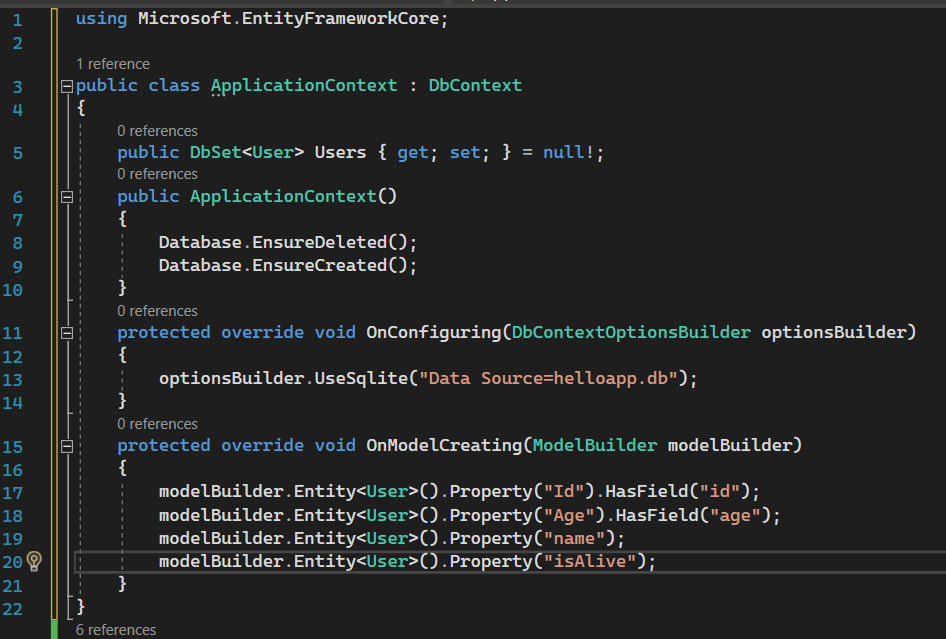 1 using Microsoft.EntityFrameworkCore;
2
1 reference
3 public class ApplicationContext : DbContext
4 {
0 references
5 public DbSet<User> Users { get; set; } = null!;
0 references
6 public ApplicationContext()
7 {
8 Database.EnsureDeleted();
9 Database.EnsureCreated();
10 }
0 references
11 protected override void OnConfiguring(DbContextOptionsBuilder optionsBuilder)
12 {
13 optionsBuilder.UseSqlite("Data Source=helloapp.db");
14 }
0 references
15 protected override void OnModelCreating(ModelBuilder modelBuilder)
16 {
17 modelBuilder.Entity<User>().Property("Id").HasField("id");
18 modelBuilder.Entity<User>().Property("Age").HasField("age");
19 modelBuilder.Entity<User>().Property("name");
20 modelBuilder.Entity<User>().Property("isAlive");
21 }
22 }
6 references